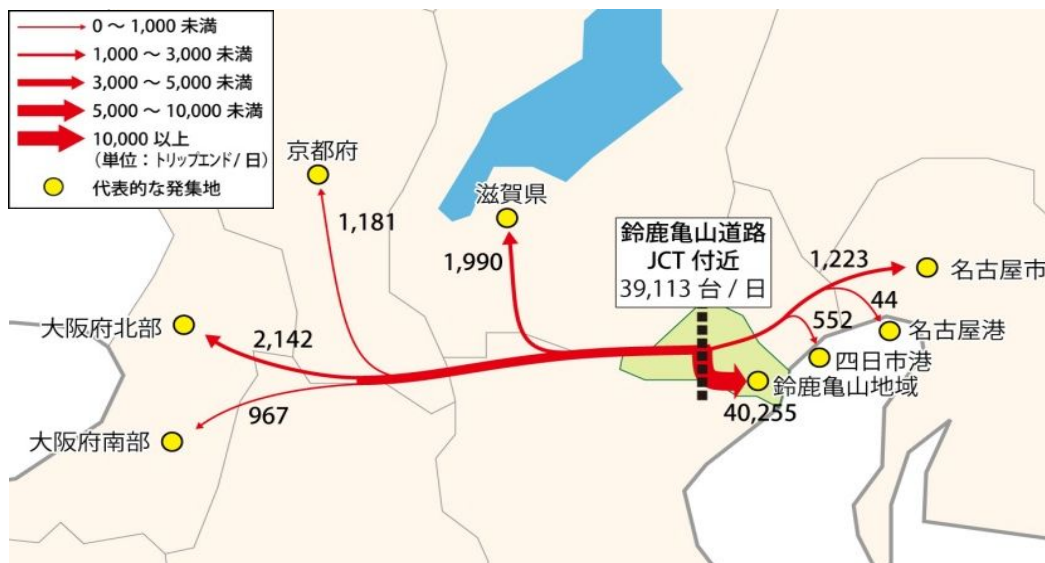 0 ～ 1,000 未満
1,000 ～ 3,000 未満
3,000 ～ 5,000 未満
5,000 ～ 10,000 未満
10,000 以上
(単位：トリップエンド/ 日)
代表的な発集地
京都府
1,181
滋賀県
1,990
大阪府北部
2,142
大阪府南部
967
鈴鹿亀山道路
JCT 付近
39,113 台 / 日
1,223
名古屋市
44
名古屋港
552
四日市港
鈴鹿亀山地域
40,255